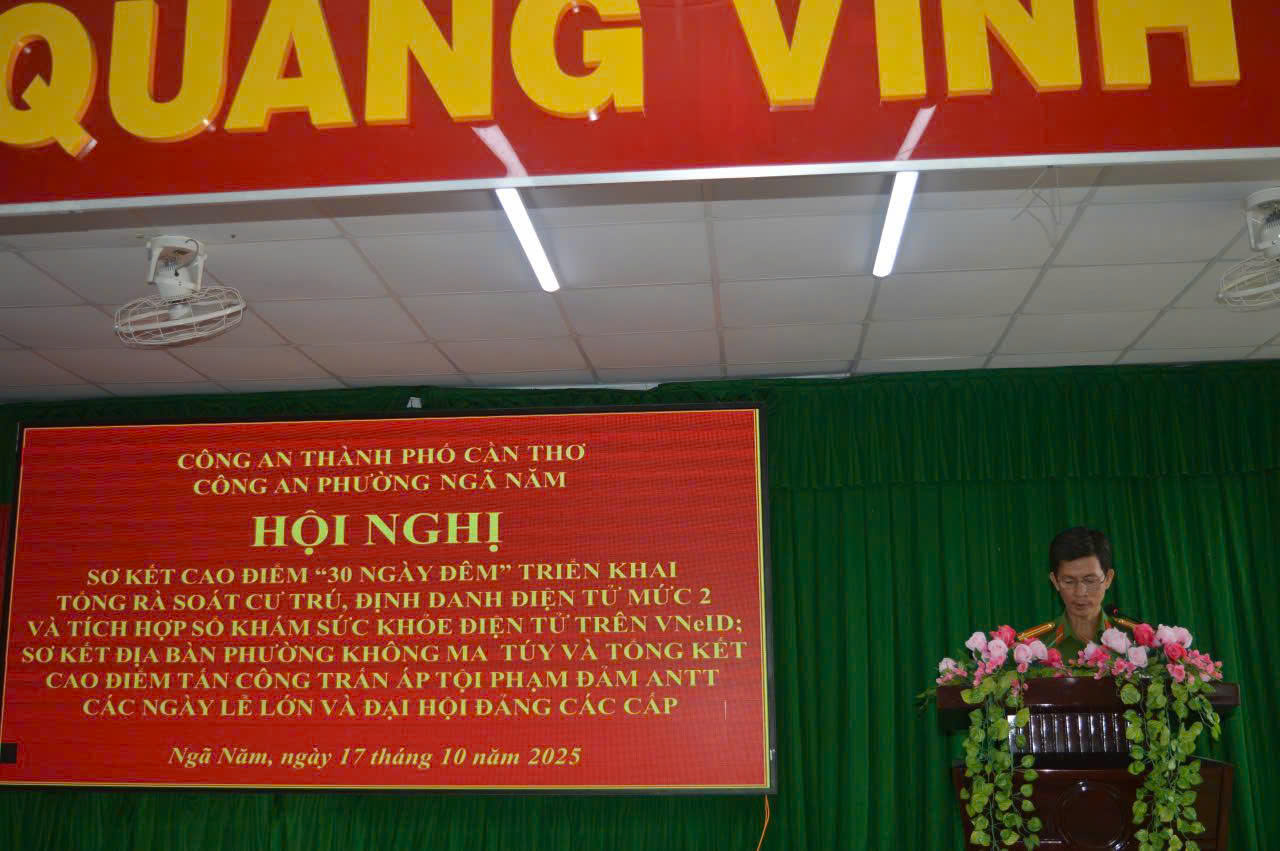 QUANG VINH
CÔNG AN THÀNH PHỐ CẦN THƠ
CÔNG AN PHƯỜNG NGÃ NĂM
HỘI NGHỊ
SƠ KẾT CAO ĐIỂM “30 NGÀY ĐÊM” TRIỂN KHAI
TỔNG RÀ SOÁT CƯ TRÚ, ĐỊNH DANH ĐIỆN TỬ MỨC 2
VÀ TÍCH HỢP SỔ KHÁM SỨC KHỎE ĐIỆN TỬ TRÊN VNeID;
SƠ KẾT ĐỊA BÀN PHƯỜNG KHÔNG MA TÚY VÀ TỔNG KẾT
CAO ĐIỂM TẤN CÔNG TRẤN ÁP TỘI PHẠM ĐẢM ANTT
CÁC NGÀY LỄ LỚN VÀ ĐẠI HỘI ĐẢNG CÁC CẤP
Ngã Năm, ngày 17 tháng 10 năm 2025